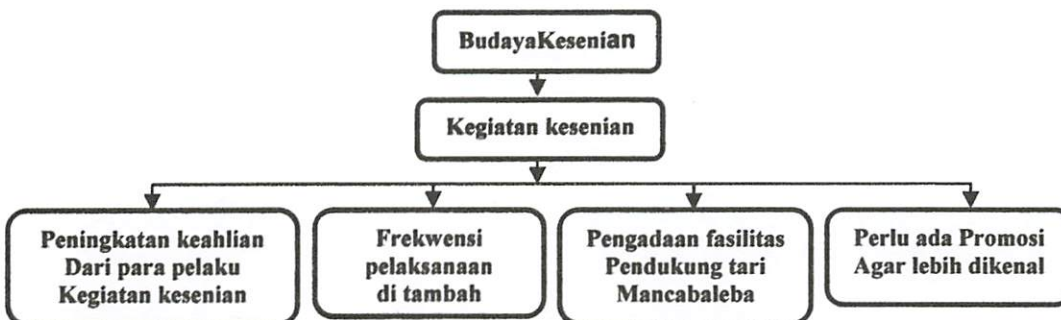 BudayaKesenian
Kegiatan kesenian
Peningkatan keahlian
Dari para pelaku
Kegiatan kesenian
Frekwensi
pelaksanaan
di tambah
Pengadaan fasilitas
Pendukung tari
Mancabaleba
Perlu ada Promosi
Agar lebih dikenal